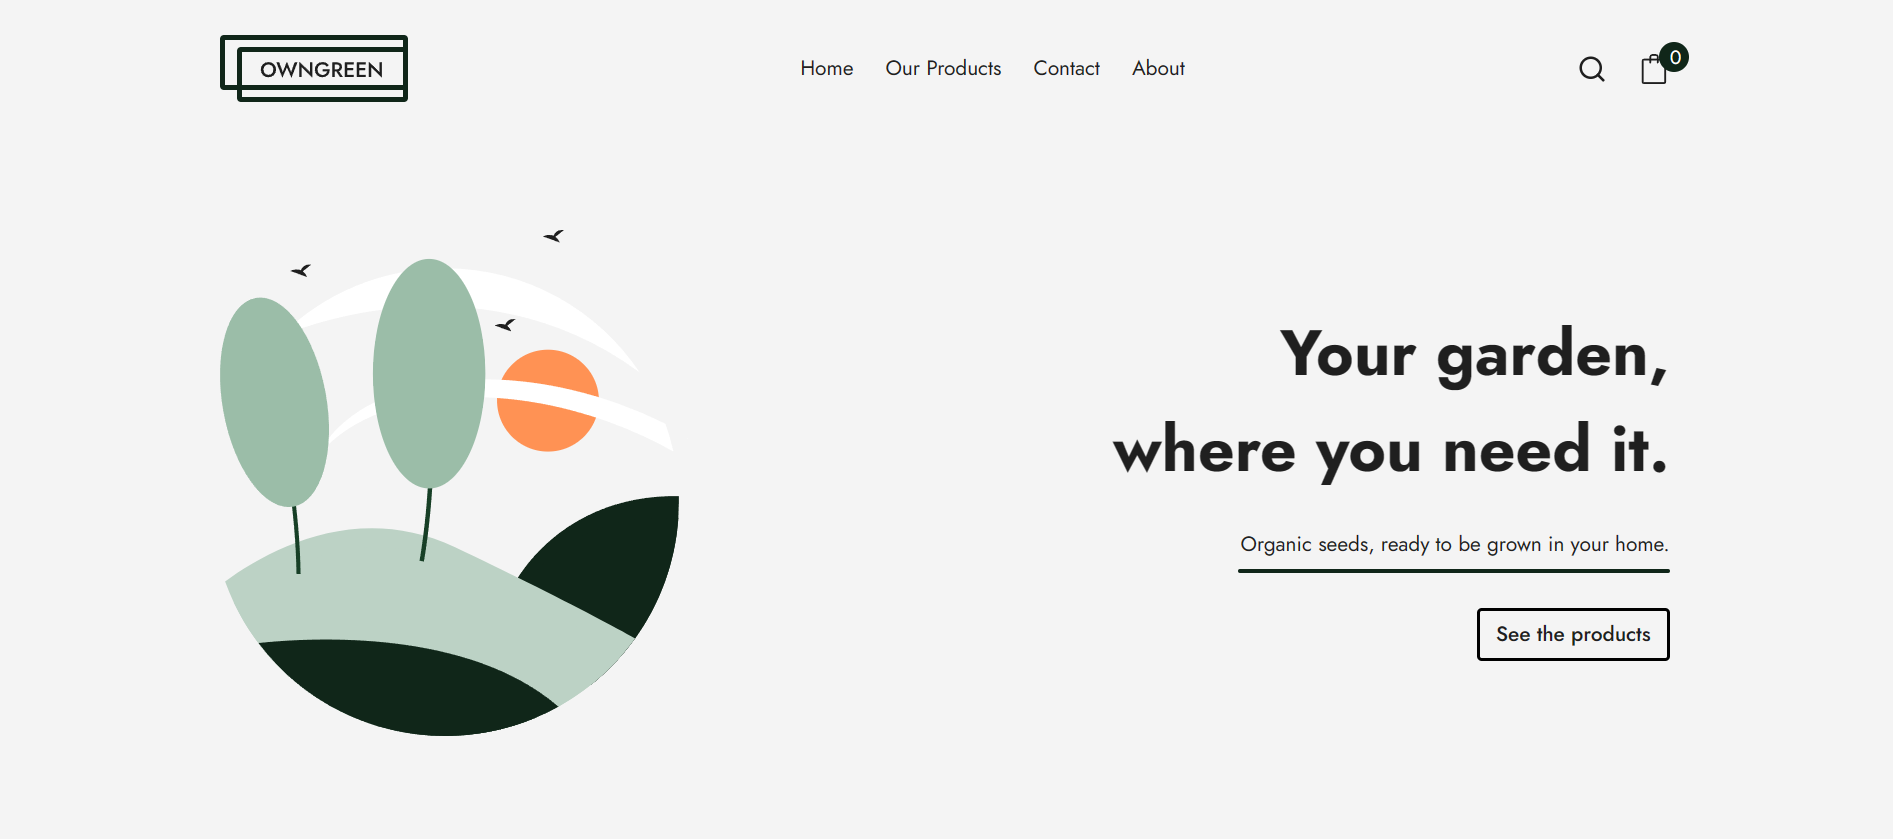 OWNGREEN
Home Our Products Contact About
0
Your garden,
where you need it.
Organic seeds, ready to be grown in your home.
See the products